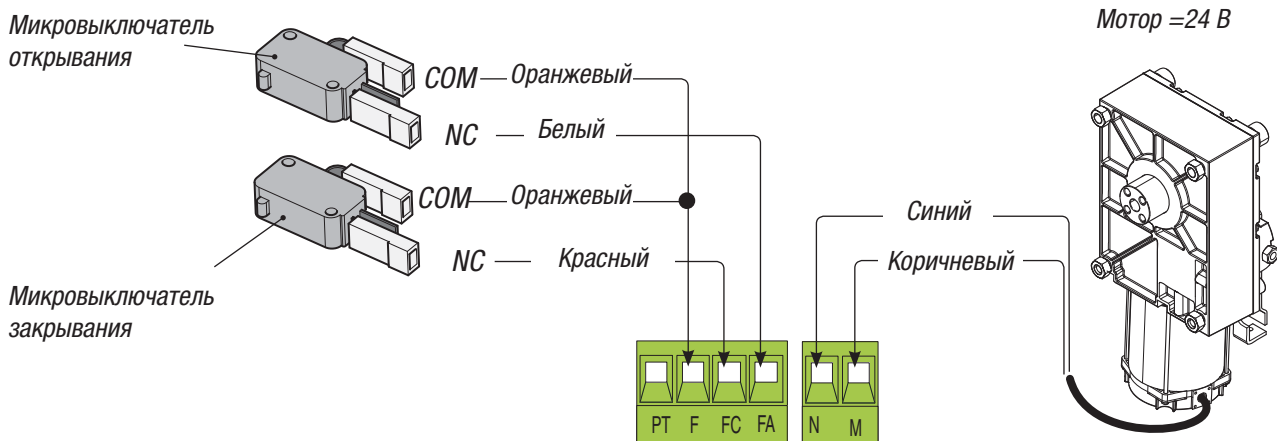 Микровыключатель
открывания
Мотор =24 В
COM Оранжевый
NC Белый
COM Оранжевый
NC Красный
Синий
Коричневый
Микровыключатель
закрывания
PT F FC FA N M